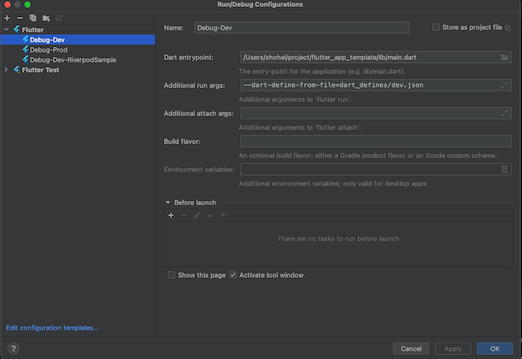 Run/Debug Configurations
Flutter
Debug-Dev
Debug-Prod
Debug-Dev-RiverpodSample
Flutter Test
Name: Debug-Dev
Store as project file
Dart entrypoint: /Users/shohei/project/flutter_app_template/lib/main.dart
The entry-point for the application (e.g. lib/main.dart).
Additional run args: --dart-define-from-file=dart_defines/dev.json
Additional arguments to 'flutter run'.
Additional attach args:
Additional arguments to 'flutter attach'.
Build flavor:
An optional build flavor; either a Gradle product flavor or an Xcode custom scheme.
Environment variables:
Additional environment variables; only valid for desktop apps
Before launch
There are no tasks to run before launch
Show this page
Activate tool window
Edit configuration templates...
?
Cancel
Apply
OK